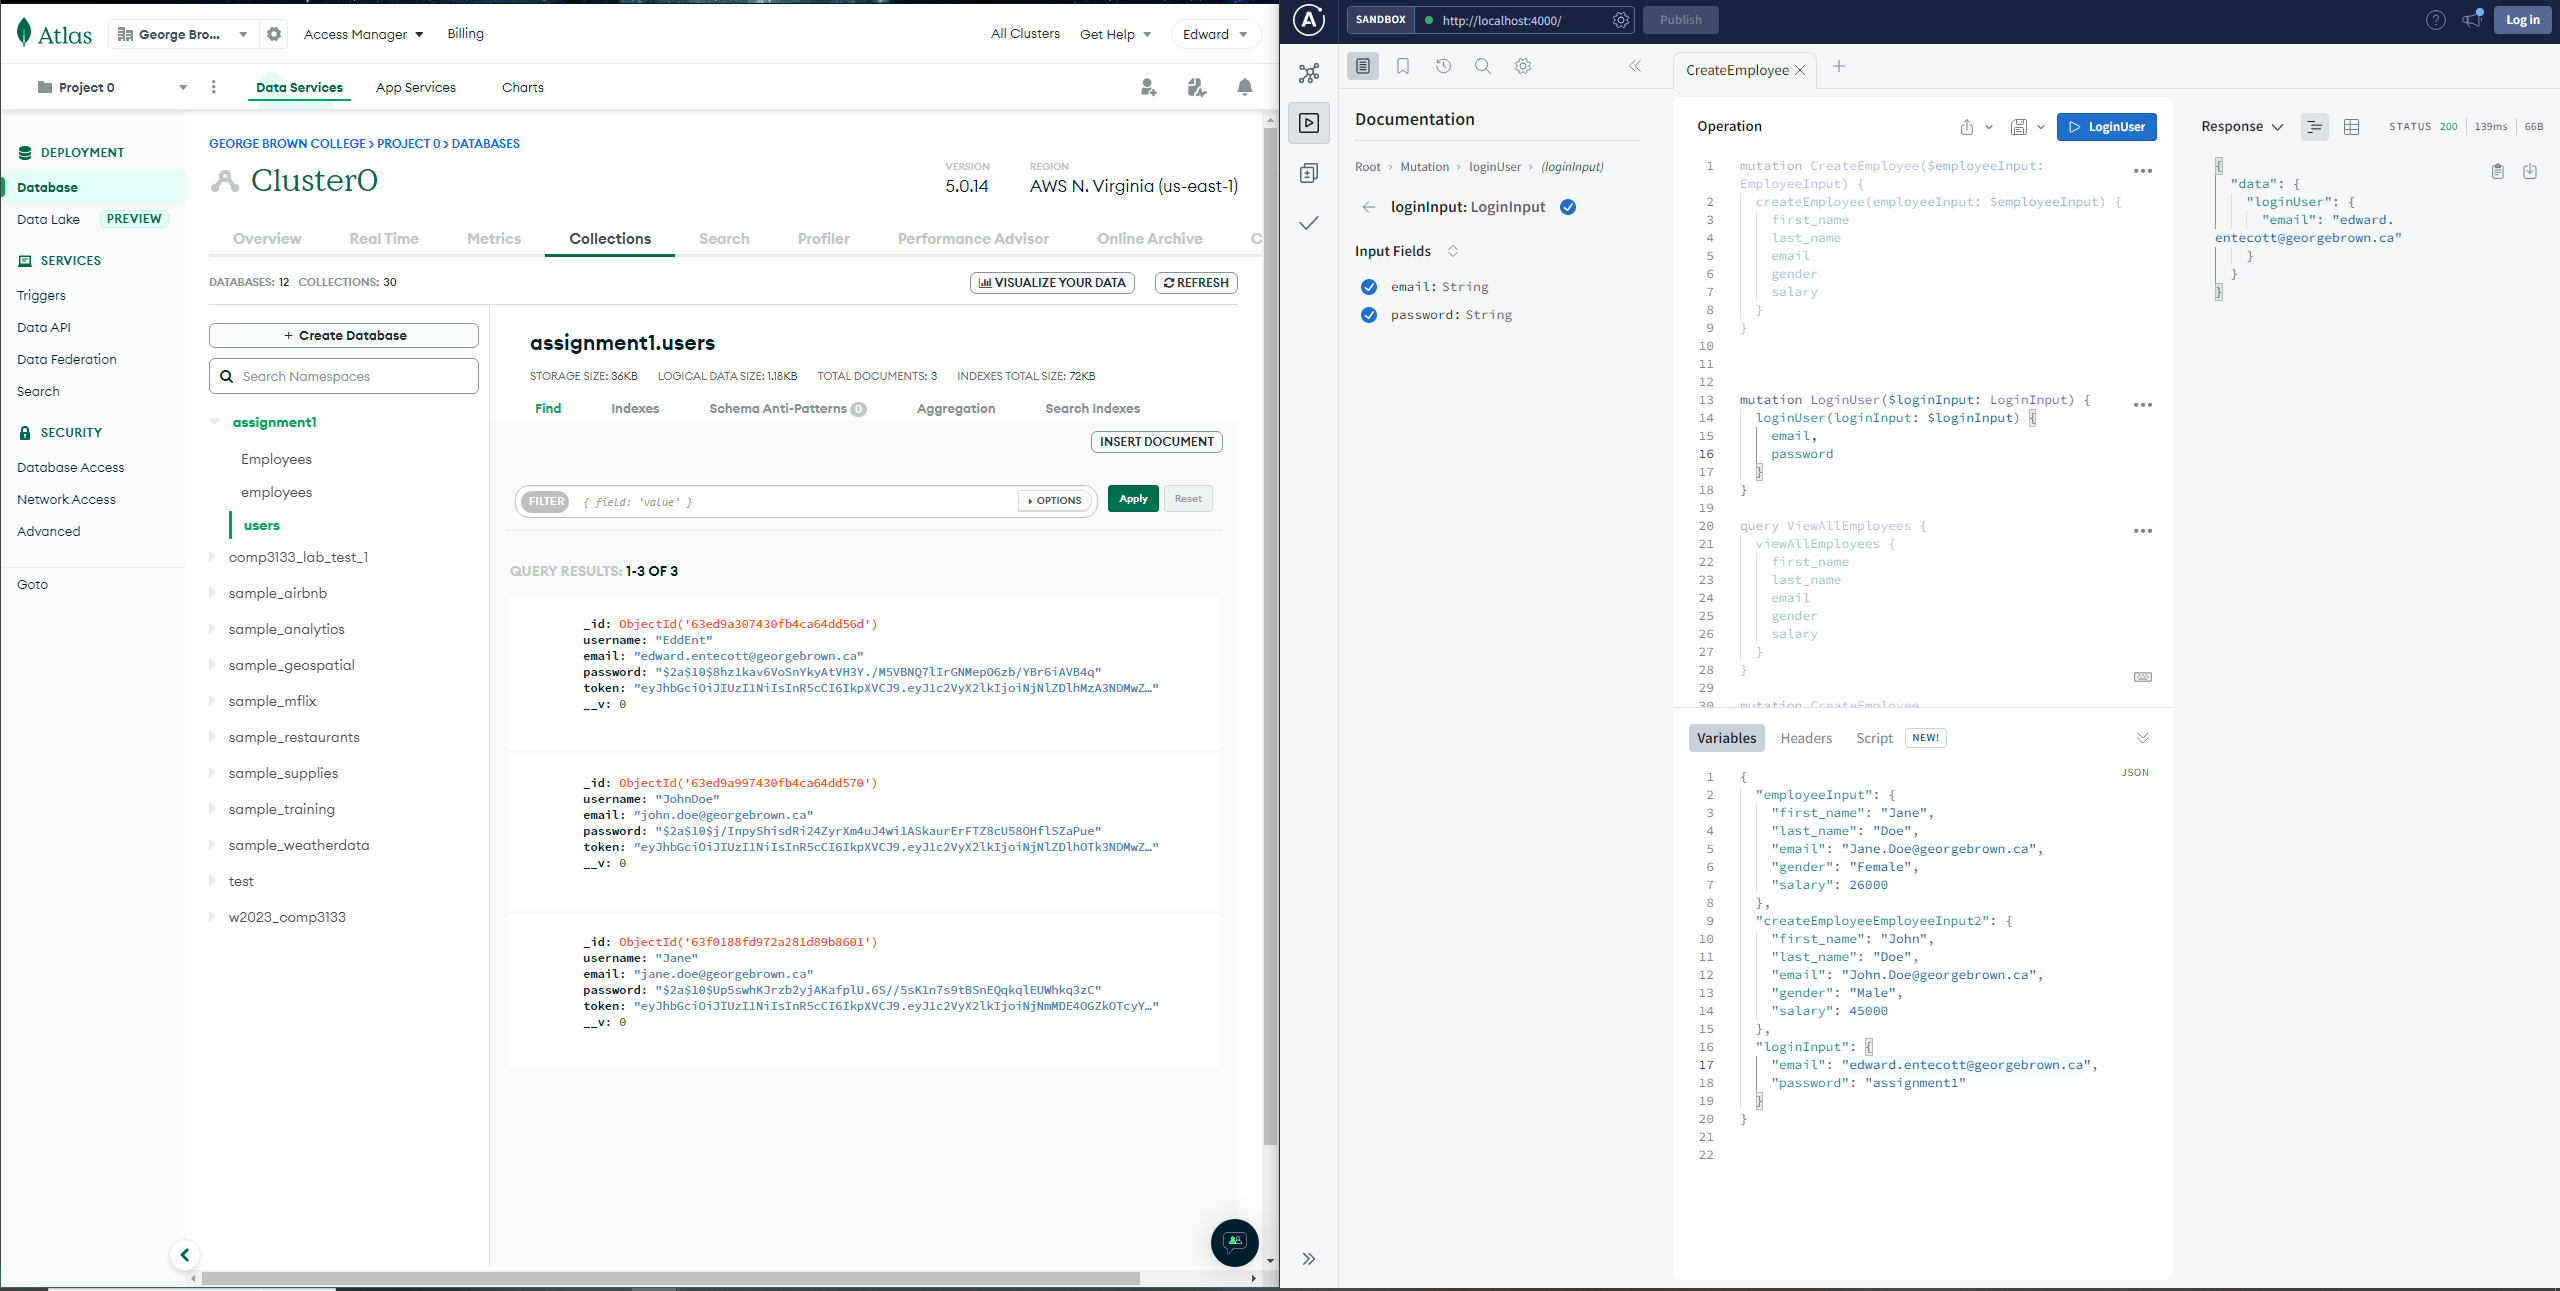 Atlas
George Bro...
Access Manager
Billing
All Clusters
Get Help
Edward
Project 0
Data Services
App Services
Charts
DEPLOYMENT
Database
Data Lake
PREVIEW
SERVICES
Triggers
Data API
Data Federation
Search
SECURITY
Database Access
Network Access
Advanced
Goto
GEORGE BROWN COLLEGE > PROJECT 0 > DATABASES
Cluster0
VERSION
5.0.14
REGION
AWS N. Virginia (us-east-1)
Overview
Real Time
Metrics
Collections
Search
Profiler
Performance Advisor
Online Archive
C
DATABASES: 12 COLLECTIONS: 30
VISUALIZE YOUR DATA
REFRESH
+ Create Database
Search Namespaces
assignment1
Employees
employees
users
comp3133_lab_test_1
sample_airbnb
sample_analytics
sample_geospatial
sample_mflix
sample_restaurants
sample_supplies
sample_training
sample_weatherdata
test
w2023_comp3133
assignment1.users
STORAGE SIZE: 36KB LOGICAL DATA SIZE: 1.18KB TOTAL DOCUMENTS: 3 INDEXES TOTAL SIZE: 72KB
Find
Indexes
Schema Anti-Patterns 0
Aggregation
Search Indexes
INSERT DOCUMENT
FILTER { field: 'value' }
OPTIONS
Apply
Reset
QUERY RESULTS: 1-3 OF 3
_id: ObjectId('63ed9a307430fb4ca64dd56d')
username: "EddEnt"
email: "edward.entecott@georgebrown.ca"
password: "$2a$10$8hz1kav6VoSnYkyAtVH3Y./M5VBNQ7lIrGNMepO6zb/YBr6iAVB4q"
token: "eyJhbGciOiJIUzI1NiIsInR5cCI6IkpXVCJ9.eyJ1c2VyX2lkIjoiNjNlZDlhMzA3NDMwZ…"
__v: 0
_id: ObjectId('63ed9a997430fb4ca64dd570')
username: "JohnDoe"
email: "john.doe@georgebrown.ca"
password: "$2a$10$j/InpyShisdRi24ZyrXm4uJ4wi1ASkaurErFTZ8cU58OHflSZaPue"
token: "eyJhbGciOiJIUzI1NiIsInR5cCI6IkpXVCJ9.eyJ1c2VyX2lkIjoiNjNlZDlhOTk3NDMwZ…"
__v: 0
_id: ObjectId('63f0188fd972a281d89b8601')
username: "Jane"
email: "jane.doe@georgebrown.ca"
password: "$2a$10$Up5swhKJrzb2yjAKafplU.6S//5sK1n7s9tBSnEQqkqlEUWhkq3zC"
token: "eyJhbGciOiJIUzI1NiIsInR5cCI6IkpXVCJ9.eyJ1c2VyX2lkIjoiNjNmMDE4OGZkOTcyY…"
__v: 0
SANDBOX
http://localhost:4000/
Publish
Log in
CreateEmployee
Documentation
Root › Mutation › loginUser › (loginInput)
loginInput: LoginInput
Input Fields
email: String
password: String
Operation
LoginUser
1 mutation CreateEmployee($employeeInput:
EmployeeInput) {
2 createEmployee(employeeInput: $employeeInput) {
3 first_name
4 last_name
5 email
6 gender
7 salary
8 }
9 }
10
11
12
13 mutation LoginUser($loginInput: LoginInput) {
14 loginUser(loginInput: $loginInput) {
15 email,
16 password
17 }
18 }
19
20 query ViewAllEmployees {
21 viewAllEmployees {
22 first_name
23 last_name
24 email
25 gender
26 salary
27 }
28 }
29
30 mutation CreateEmployee
Variables
Headers
Script
NEW!
JSON
1 {
2 "employeeInput": {
3 "first_name": "Jane",
4 "last_name": "Doe",
5 "email": "Jane.Doe@georgebrown.ca",
6 "gender": "Female",
7 "salary": 26000
8 },
9 "createEmployeeEmployeeInput2": {
10 "first_name": "John",
11 "last_name": "Doe",
12 "email": "John.Doe@georgebrown.ca",
13 "gender": "Male",
14 "salary": 45000
15 },
16 "loginInput": {
17 "email": "edward.entecott@georgebrown.ca",
18 "password": "assignment1"
19 }
20 }
21
22
Response
STATUS 200
139ms
66B
{
"data": {
"loginUser": {
"email": "edward.
entecott@georgebrown.ca"
}
}
}